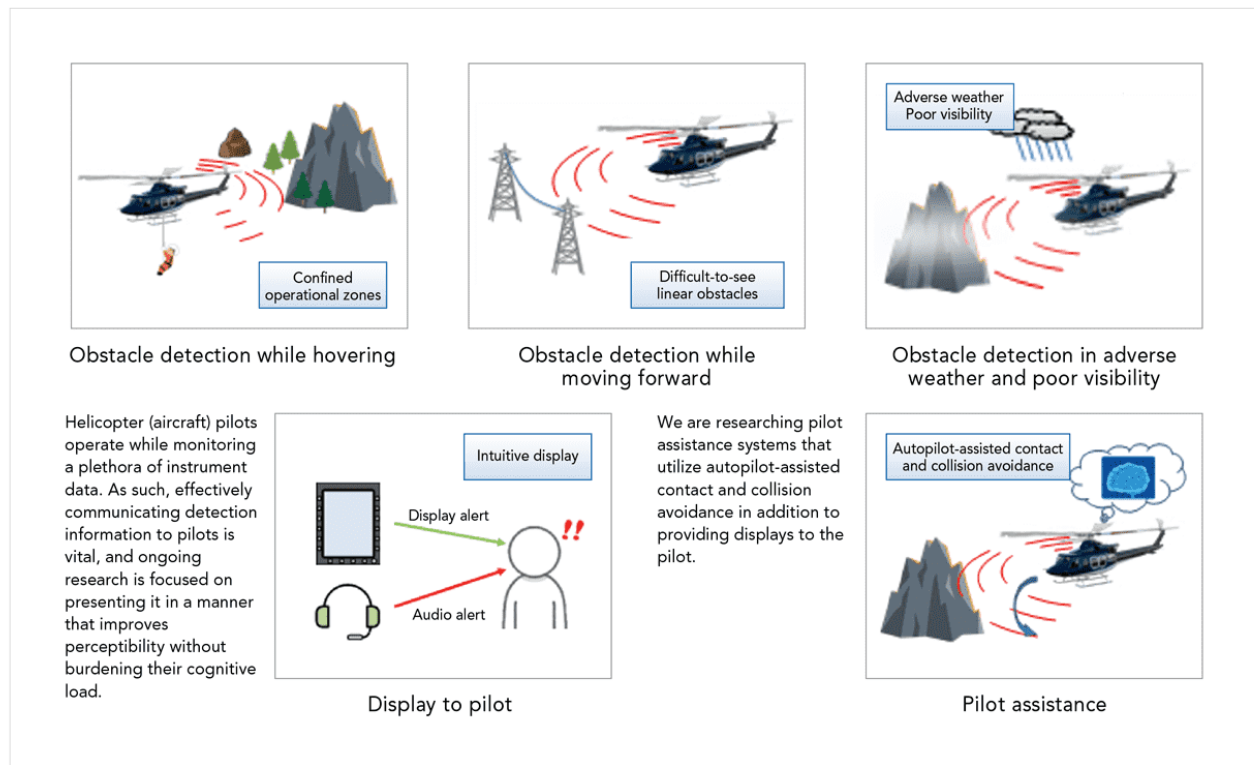 Confined
operational zones
Obstacle detection while hovering
Difficult-to-see
linear obstacles
Obstacle detection while
moving forward
Adverse weather
Poor visibility
Obstacle detection in adverse
weather and poor visibility
Helicopter (aircraft) pilots
operate while monitoring
a plethora of instrument
data. As such, effectively
communicating detection
information to pilots is
vital, and ongoing
research is focused on
presenting it in a manner
that improves
perceptibility without
burdening their cognitive
load.
Intuitive display
Display alert
!!
Audio alert
Display to pilot
We are researching pilot
assistance systems that
utilize autopilot-assisted
contact and collision
avoidance in addition to
providing displays to the
pilot.
Autopilot-assisted contact
and collision avoidance
Pilot assistance